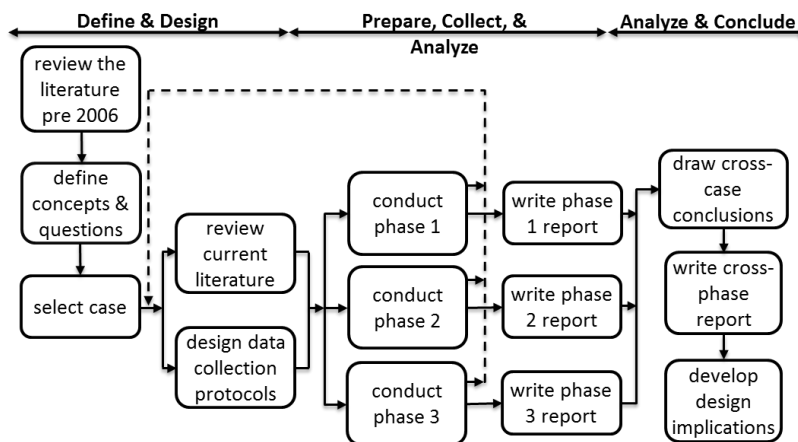 Define & Design
Prepare, Collect, &
Analyze
Analyze & Conclude
review the
literature
pre 2006
define
concepts &
questions
select case
review
current
literature
design data
collection
protocols
conduct
phase 1
conduct
phase 2
conduct
phase 3
write phase
1 report
write phase
2 report
write phase
3 report
draw cross-
case
conclusions
write cross-
phase
report
develop
design
implications